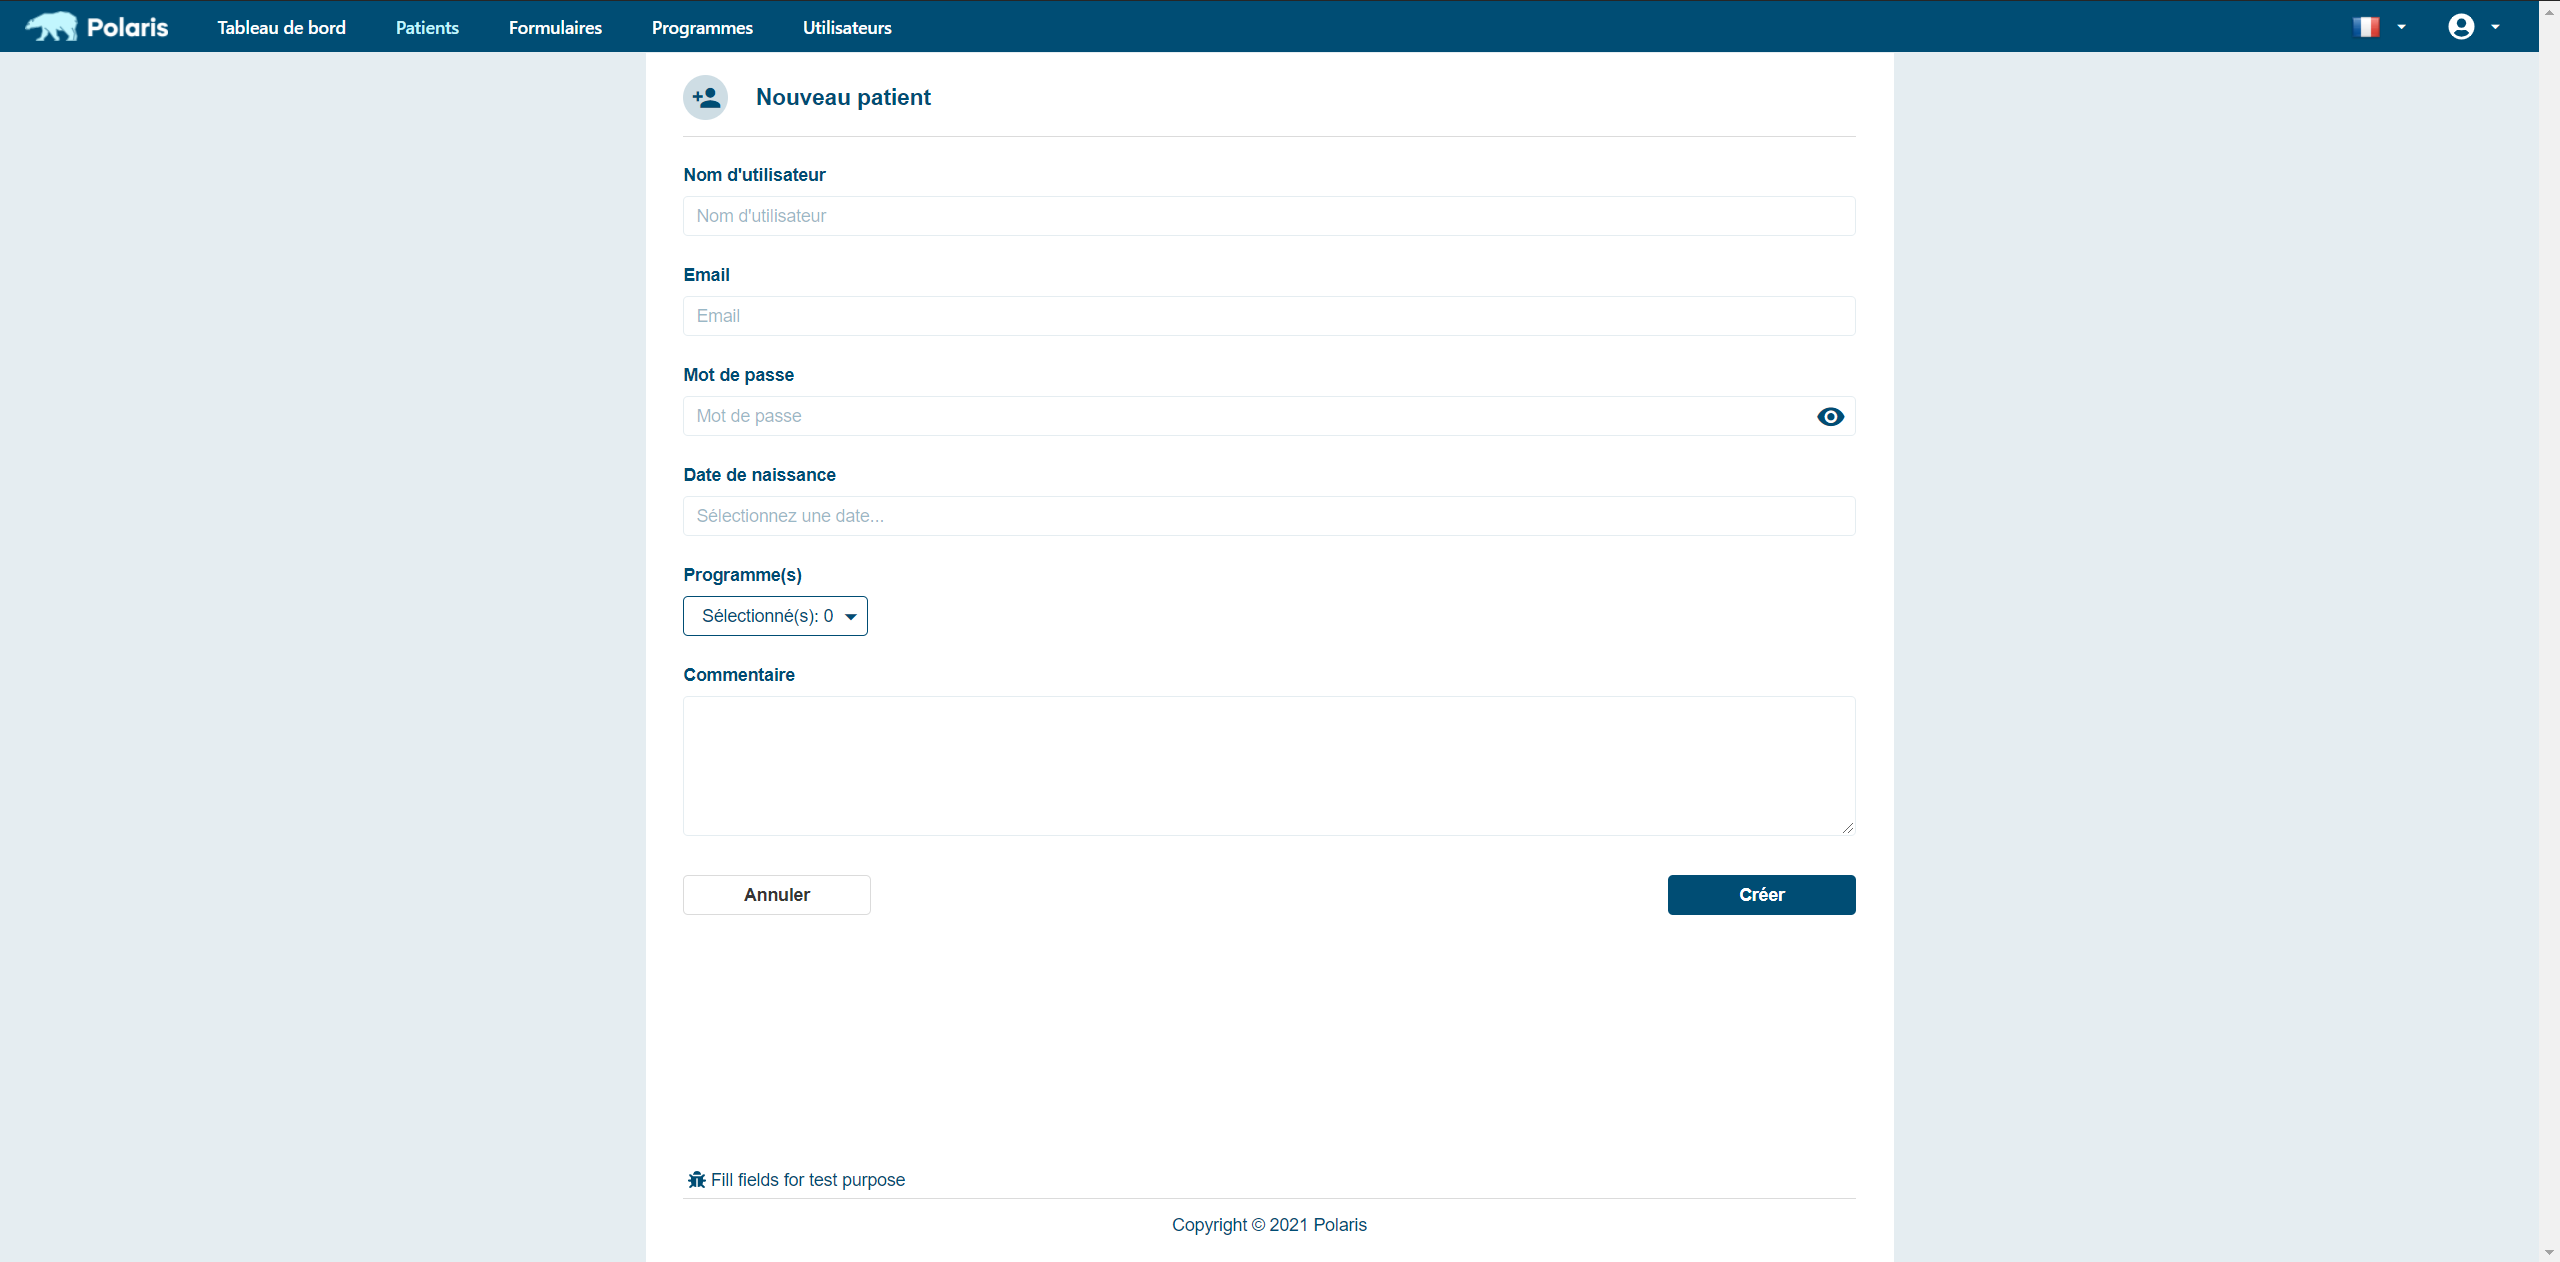 Polaris Tableau de bord Patients Formulaires Programmes Utilisateurs
Nouveau patient
Nom d'utilisateur
Nom d'utilisateur
Email
Email
Mot de passe
Mot de passe
Date de naissance
Sélectionnez une date...
Programme(s)
Sélectionné(s): 0
Commentaire
Annuler Créer
Fill fields for test purpose
Copyright © 2021 Polaris